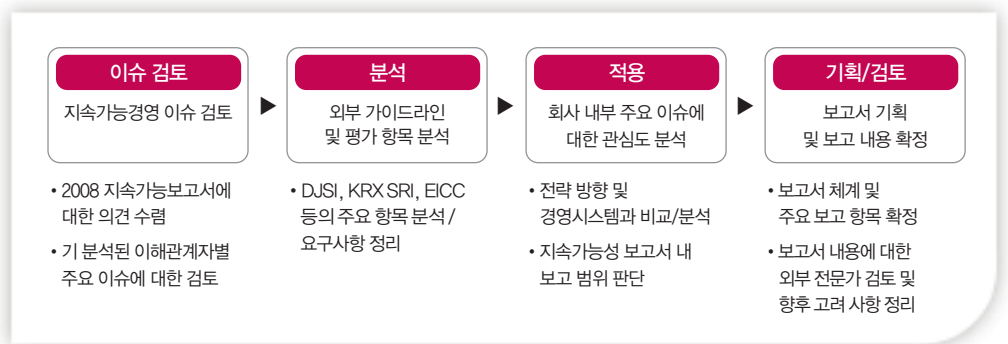 이슈 검토
지속가능경영 이슈 검토
• 2008 지속가능보고서에
대한 의견 수렴
• 기 분석된 이해관계자별
주요 이슈에 대한 검토
분석
외부 가이드라인
및 평가 항목 분석
• DJSI, KRX SRI, EICC
등의 주요 항목 분석 /
요구사항 정리
적용
회사 내부 주요 이슈에
대한 관심도 분석
• 전략 방향 및
경영시스템과 비교/분석
• 지속가능성 보고서 내
보고 범위 판단
기획/검토
보고서 기획
및 보고 내용 확정
• 보고서 체계 및
주요 보고 항목 확정
• 보고서 내용에 대한
외부 전문가 검토 및
향후 고려 사항 정리